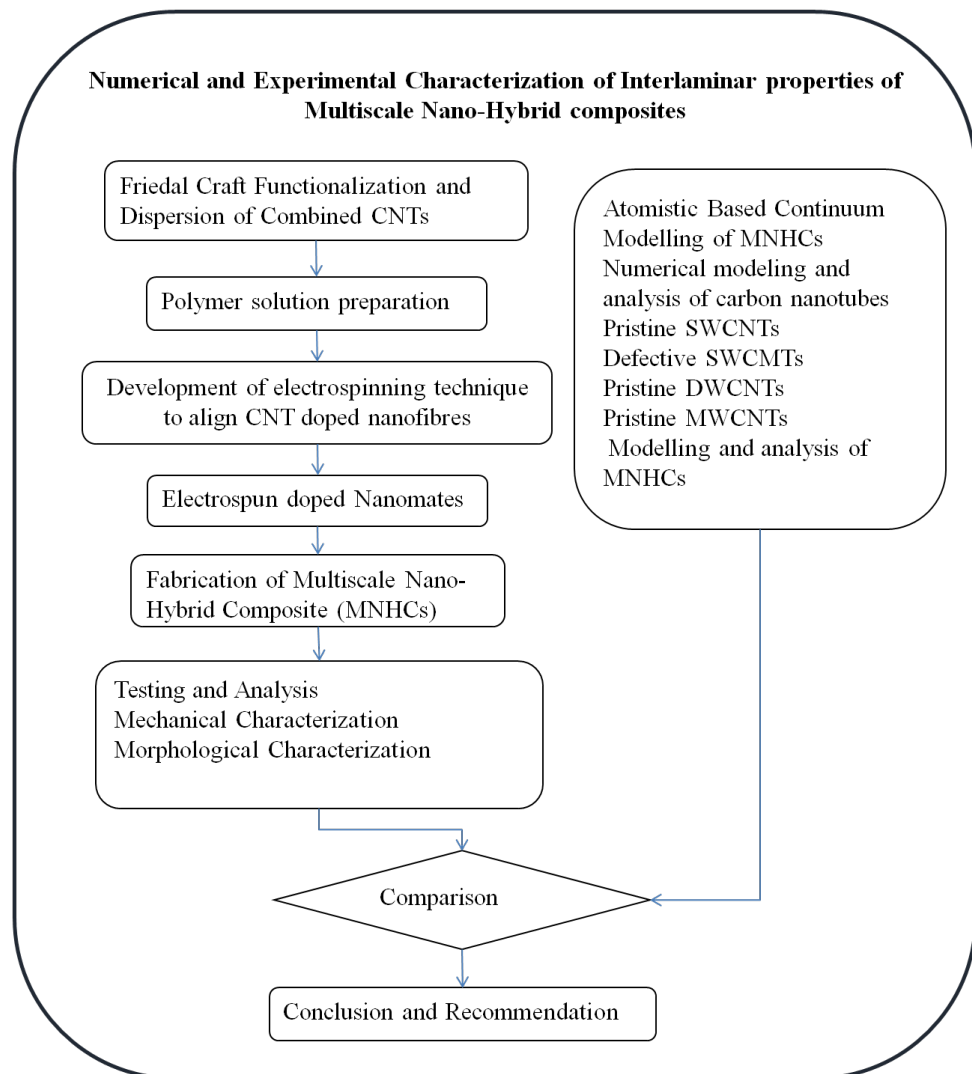 Numerical and Experimental Characterization of Interlaminar properties of
Multiscale Nano-Hybrid composites
Friedal Craft Functionalization and
Dispersion of Combined CNTs
Polymer solution preparation
Development of electrospinning technique
to align CNT doped nanofibres
Electrospun doped Nanomates
Fabrication of Multiscale Nano-
Hybrid Composite (MNHCs)
Testing and Analysis
Mechanical Characterization
Morphological Characterization
Atomistic Based Continuum
Modelling of MNHCs
Numerical modeling and
analysis of carbon nanotubes
Pristine SWCNTs
Defective SWCMTs
Pristine DWCNTs
Pristine MWCNTs
Modelling and analysis of
MNHCs
Comparison
Conclusion and Recommendation